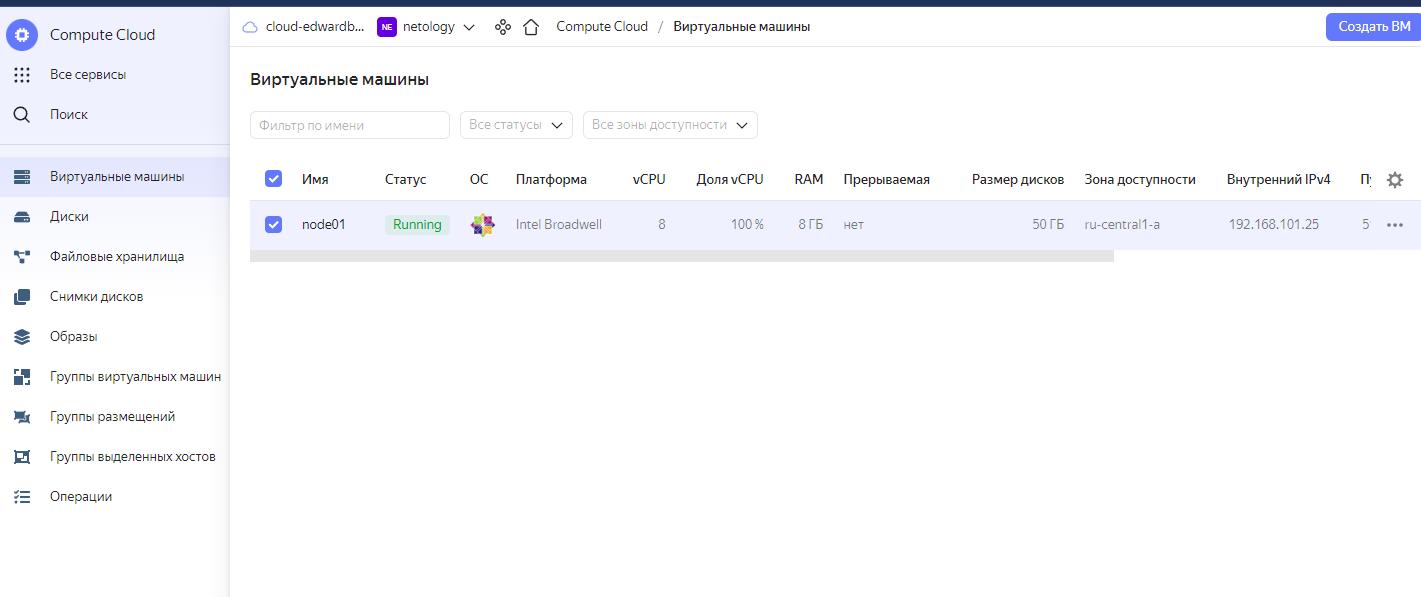 Compute Cloud
Все сервисы
Поиск
Виртуальные машины
Диски
Файловые хранилища
Снимки дисков
Образы
Группы виртуальных машин
Группы размещений
Группы выделенных хостов
Операции
cloud-edwardb... NE netology Compute Cloud / Виртуальные машины Создать ВМ
Виртуальные машины
Фильтр по имени Все статусы Все зоны доступности
Имя Статус ОС Платформа vCPU Доля vCPU RAM Прерываемая Размер дисков Зона доступности Внутренний IPv4
node01 Running Intel Broadwell 8 100 % 8 ГБ нет 50 ГБ ru-central1-a 192.168.101.25 5